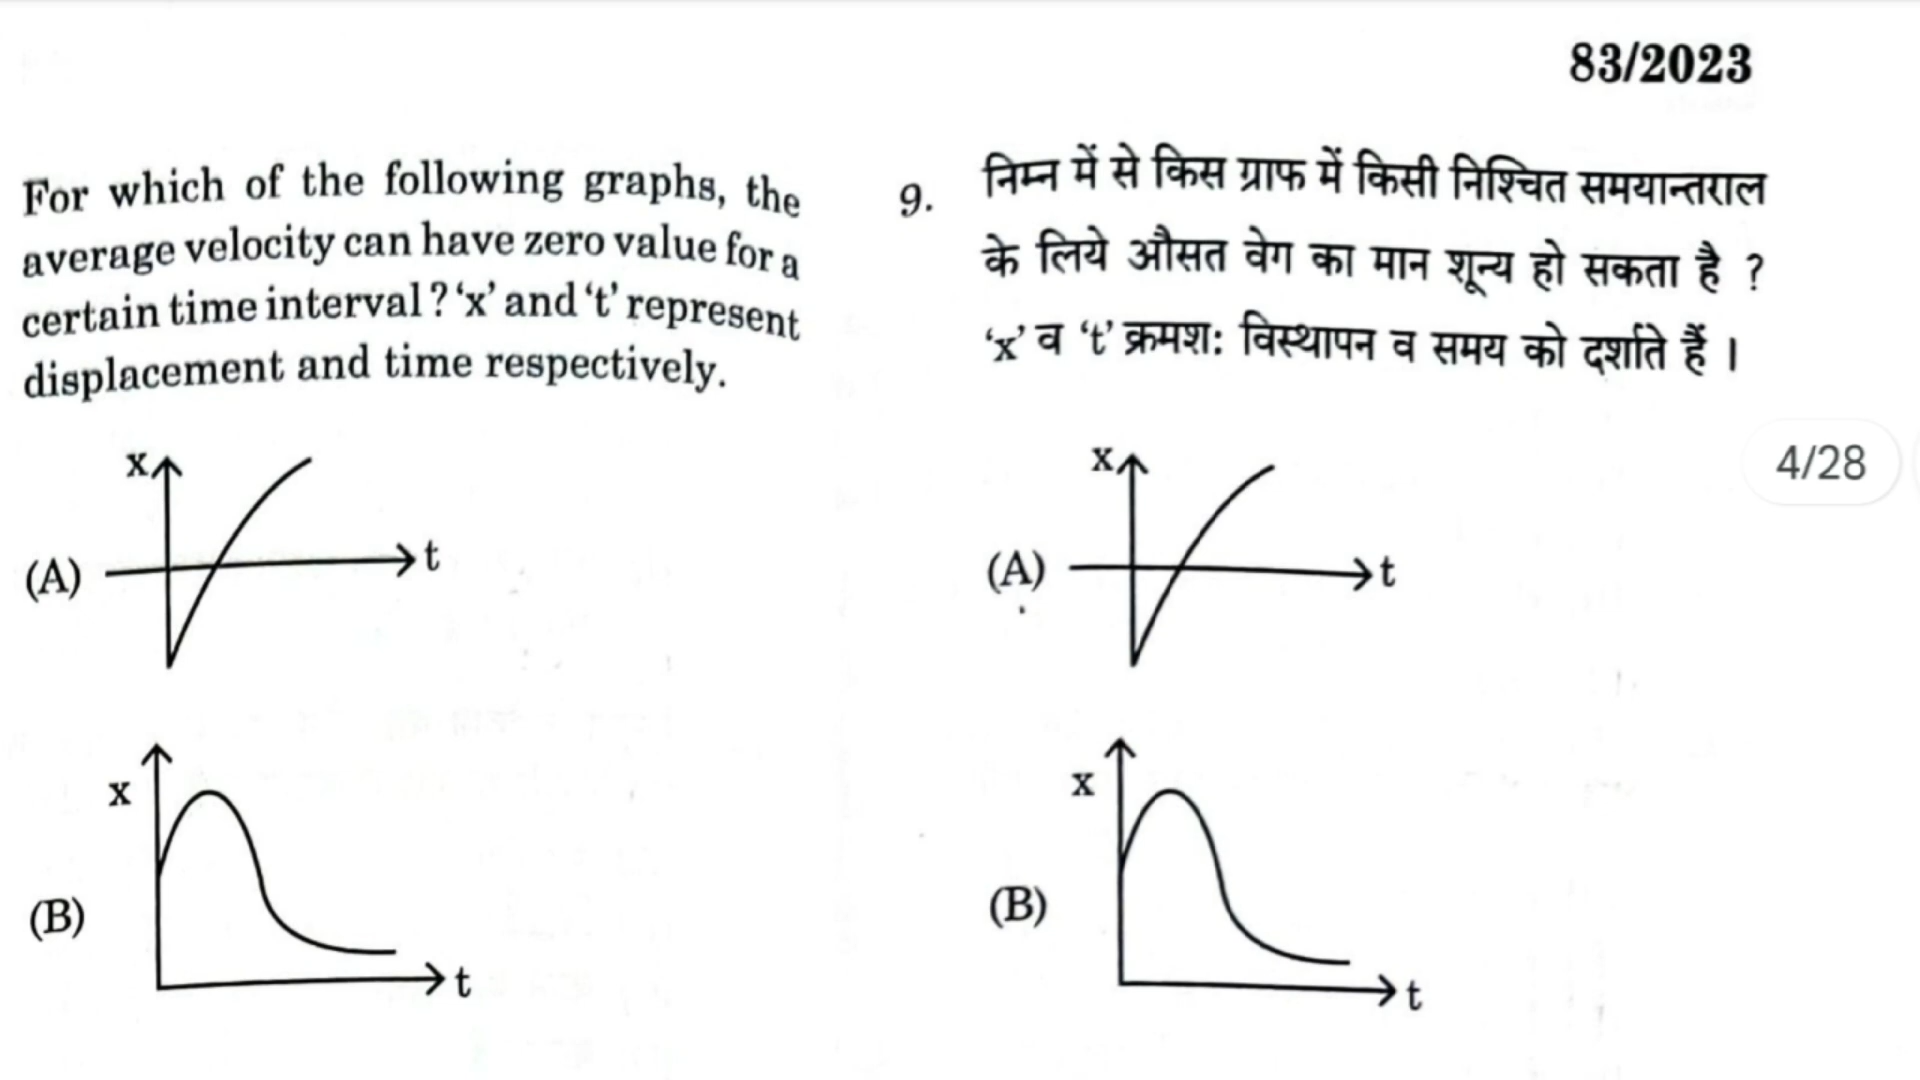 83/2023
For which of the following graphs, the
average velocity can have zero value for a
certain time interval ? 'x' and 't' represent
displacement and time respectively.
x
t
(A)
x
t
(B)
9. निम्न में से किस ग्राफ में किसी निश्चित समयान्तराल
के लिये औसत वेग का मान शून्य हो सकता है ?
'x' व 't' क्रमशः विस्थापन व समय को दर्शाते हैं ।
x
t
(A)
x
t
(B)
4/28